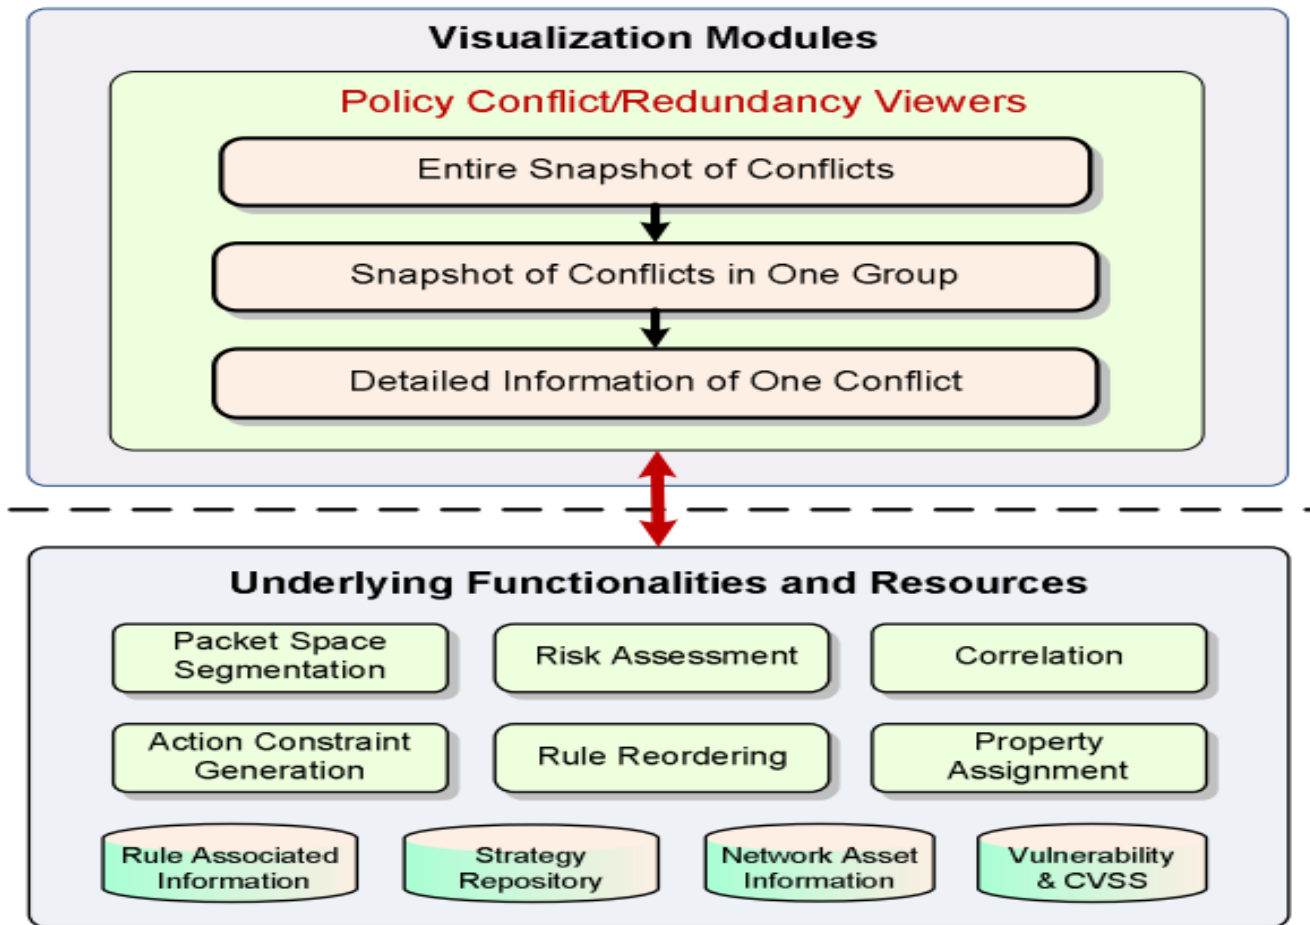 Visualization Modules
Policy Conflict/Redundancy Viewers
Entire Snapshot of Conflicts
Snapshot of Conflicts in One Group
Detailed Information of One Conflict
Underlying Functionalities and Resources
Packet Space
Segmentation
Risk Assessment
Correlation
Action Constraint
Generation
Rule Reordering
Property
Assignment
Rule Associated
Information
Strategy
Repository
Network Asset
Information
Vulnerability
& CVSS